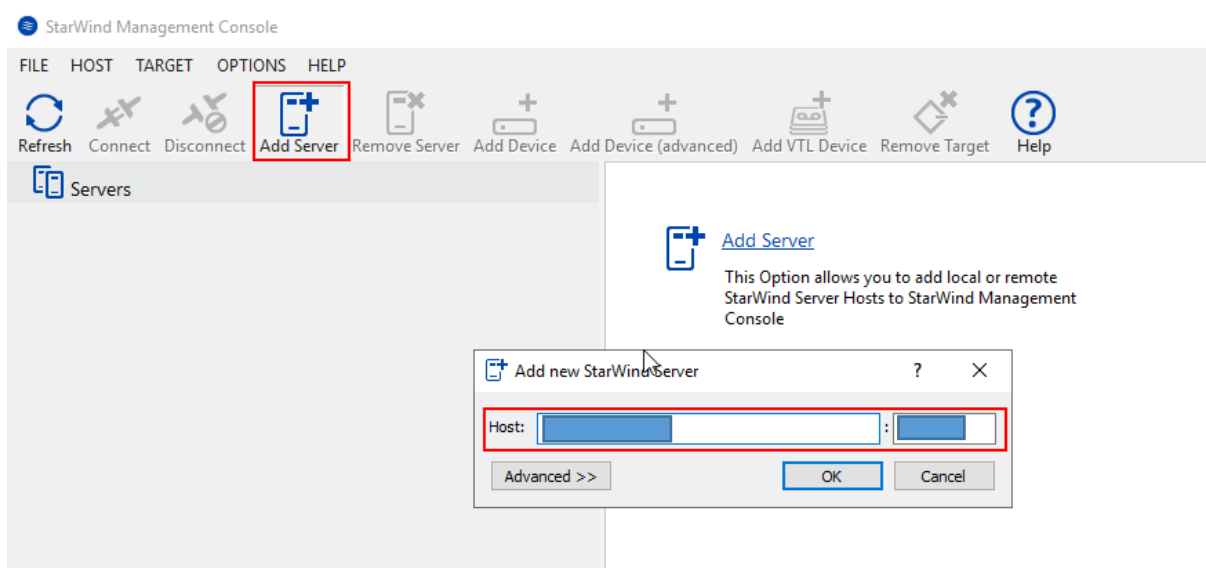 StarWind Management Console
FILE HOST TARGET OPTIONS HELP
Refresh Connect Disconnect Add Server Remove Server Add Device Add Device (advanced) Add VTL Device Remove Target Help
Servers
Add Server
This Option allows you to add local or remote
StarWind Server Hosts to StarWind Management
Console
Add new StarWind Server ?
Host: :
Advanced >> OK Cancel